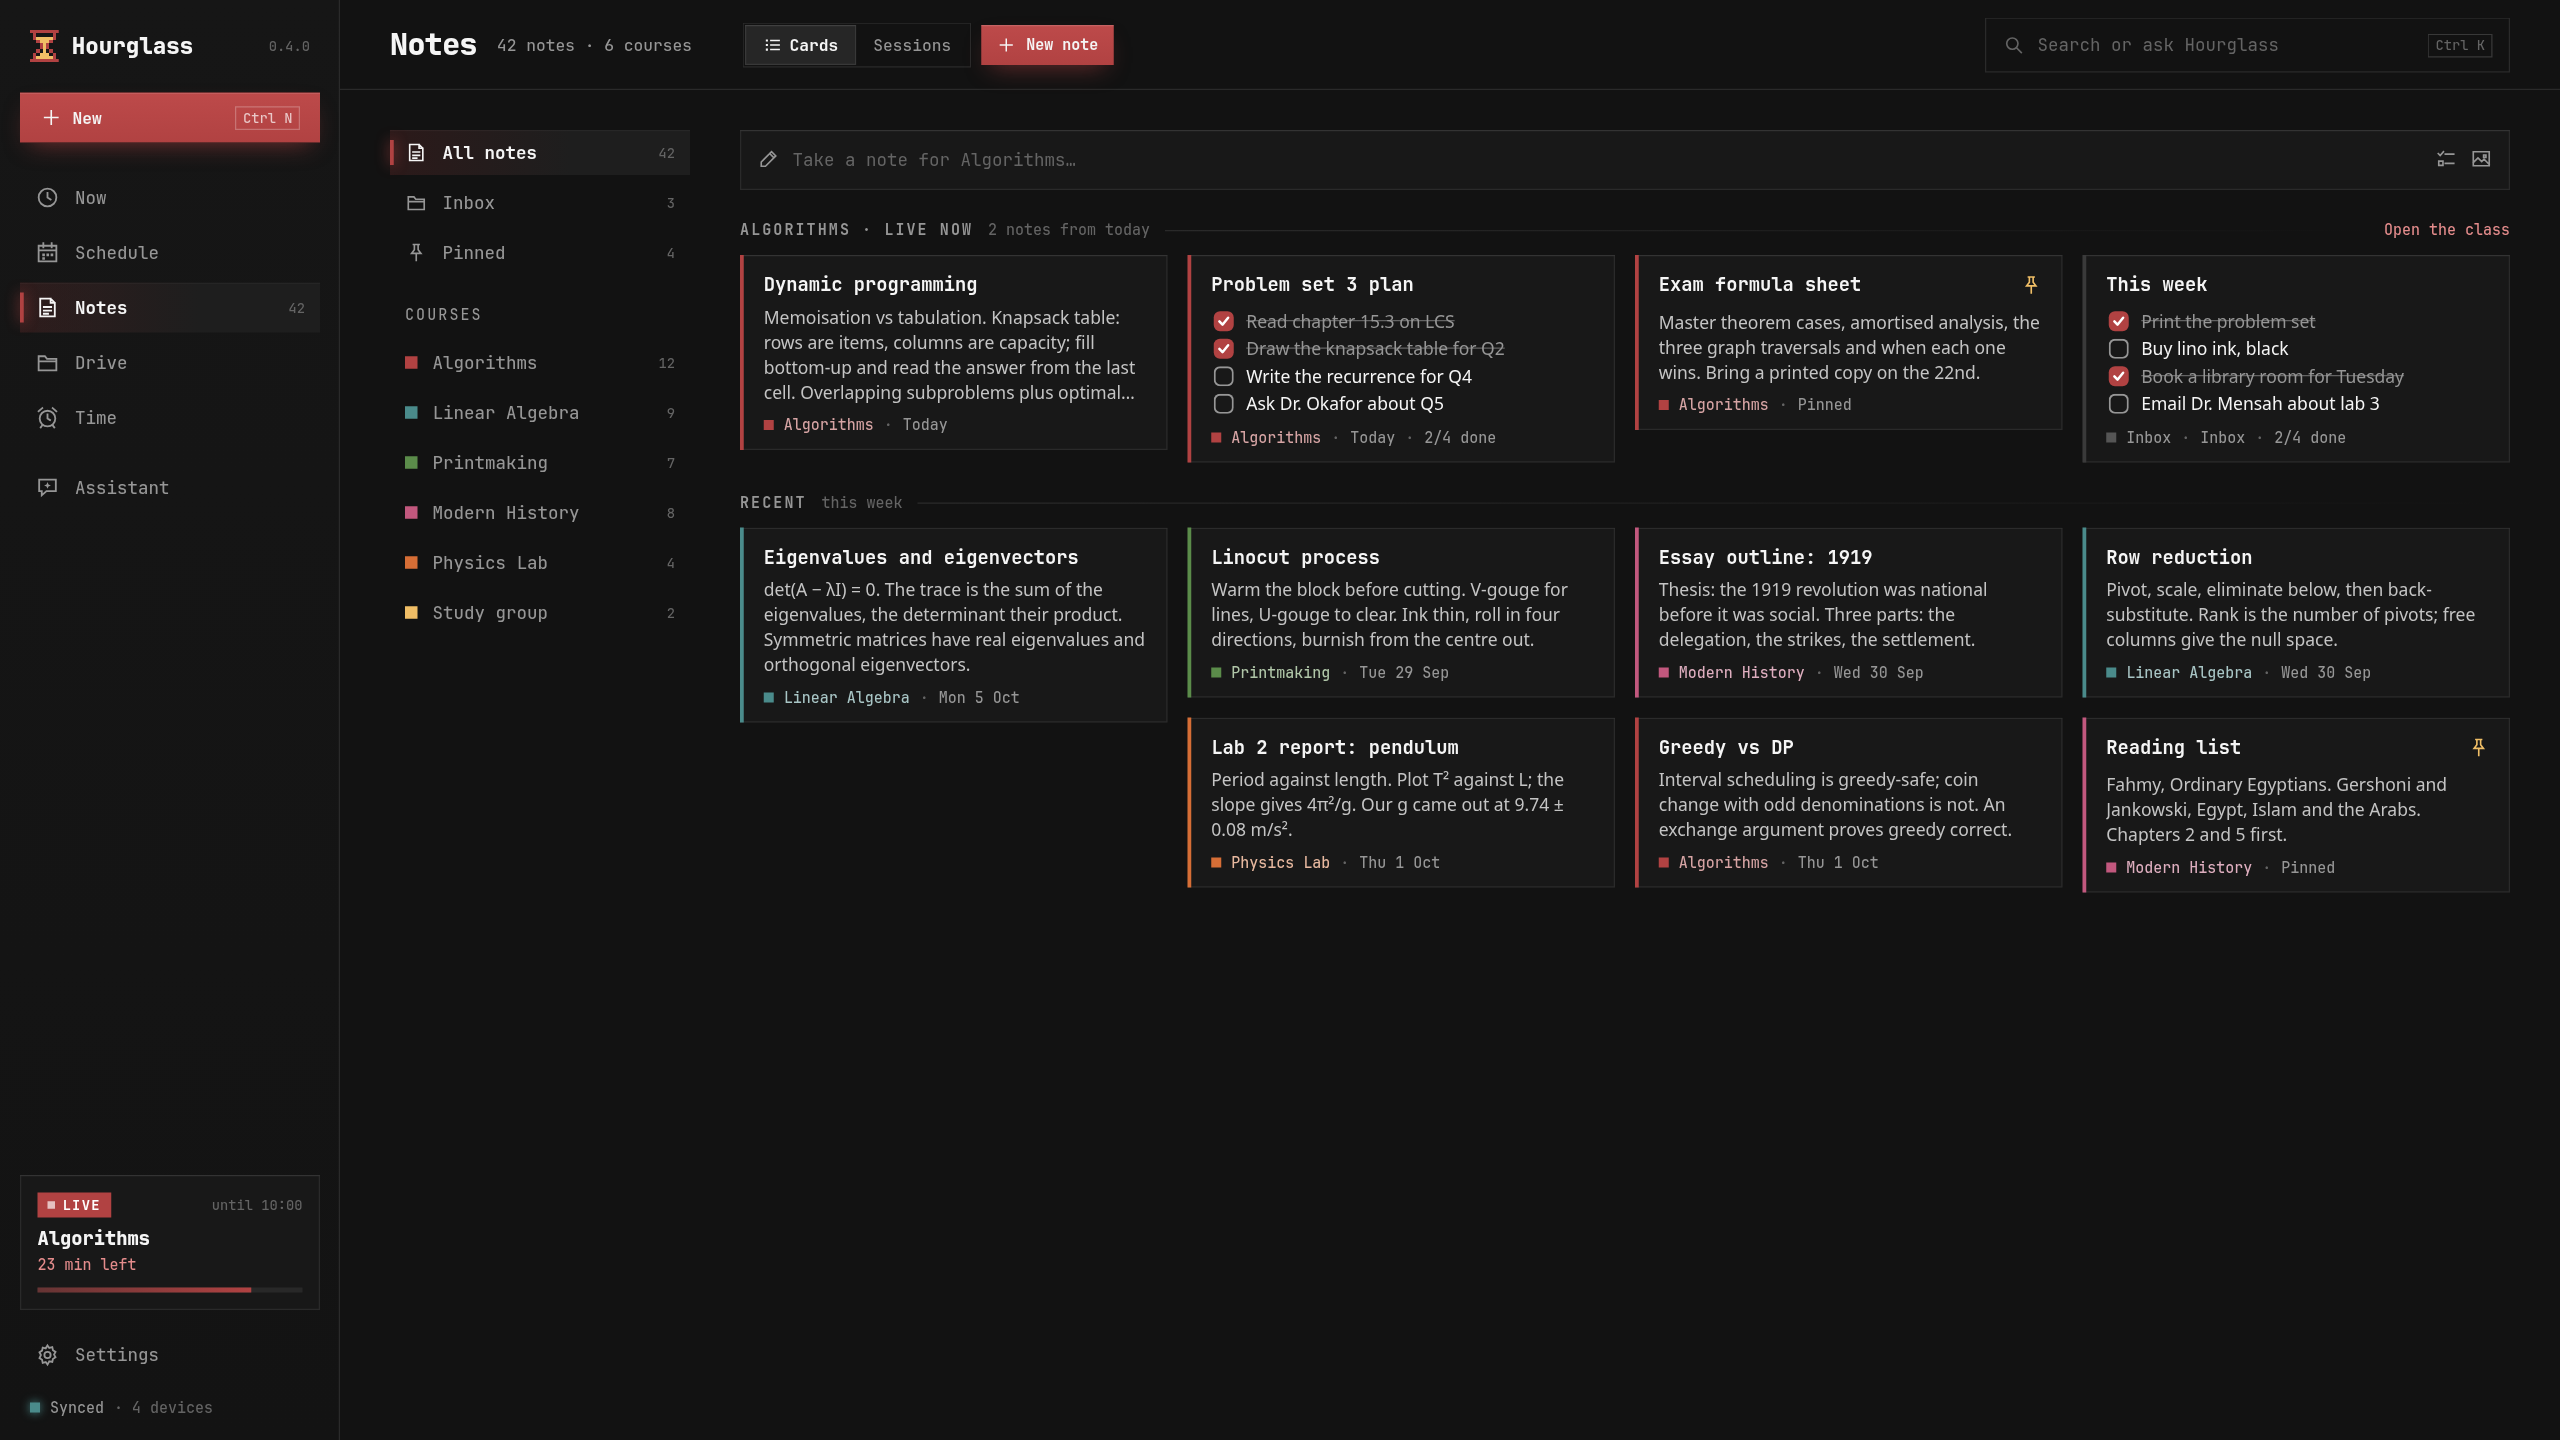 Hourglass
0.4.0
New
Ctrl N
Now
Schedule
Notes
42
Drive
Time
Assistant
LIVE
until 10:00
Algorithms
23 min left
Settings
Synced · 4 devices
Notes
42 notes · 6 courses
Cards
Sessions
New note
Search or ask Hourglass
Ctrl K
All notes
42
Inbox
3
Pinned
4
COURSES
Algorithms
12
Linear Algebra
9
Printmaking
7
Modern History
8
Physics Lab
4
Study group
2
Take a note for Algorithms…
ALGORITHMS · LIVE NOW
2 notes from today
Open the class
Dynamic programming
Memoisation vs tabulation. Knapsack table:
rows are items, columns are capacity; fill
bottom-up and read the answer from the last
cell. Overlapping subproblems plus optimal…
Algorithms · Today
Problem set 3 plan
Read chapter 15.3 on LCS
Draw the knapsack table for Q2
Write the recurrence for Q4
Ask Dr. Okafor about Q5
Algorithms · Today · 2/4 done
Exam formula sheet
Master theorem cases, amortised analysis, the
three graph traversals and when each one
wins. Bring a printed copy on the 22nd.
Algorithms · Pinned
This week
Print the problem set
Buy lino ink, black
Book a library room for Tuesday
Email Dr. Mensah about lab 3
Inbox · Inbox · 2/4 done
RECENT
this week
Eigenvalues and eigenvectors
det(A − λI) = 0. The trace is the sum of the
eigenvalues, the determinant their product.
Symmetric matrices have real eigenvalues and
orthogonal eigenvectors.
Linear Algebra · Mon 5 Oct
Linocut process
Warm the block before cutting. V-gouge for
lines, U-gouge to clear. Ink thin, roll in four
directions, burnish from the centre out.
Printmaking · Tue 29 Sep
Essay outline: 1919
Thesis: the 1919 revolution was national
before it was social. Three parts: the
delegation, the strikes, the settlement.
Modern History · Wed 30 Sep
Row reduction
Pivot, scale, eliminate below, then back-
substitute. Rank is the number of pivots; free
columns give the null space.
Linear Algebra · Wed 30 Sep
Lab 2 report: pendulum
Period against length. Plot T² against L; the
slope gives 4π²/g. Our g came out at 9.74 ±
0.08 m/s².
Physics Lab · Thu 1 Oct
Greedy vs DP
Interval scheduling is greedy-safe; coin
change with odd denominations is not. An
exchange argument proves greedy correct.
Algorithms · Thu 1 Oct
Reading list
Fahmy, Ordinary Egyptians. Gershoni and
Jankowski, Egypt, Islam and the Arabs.
Chapters 2 and 5 first.
Modern History · Pinned